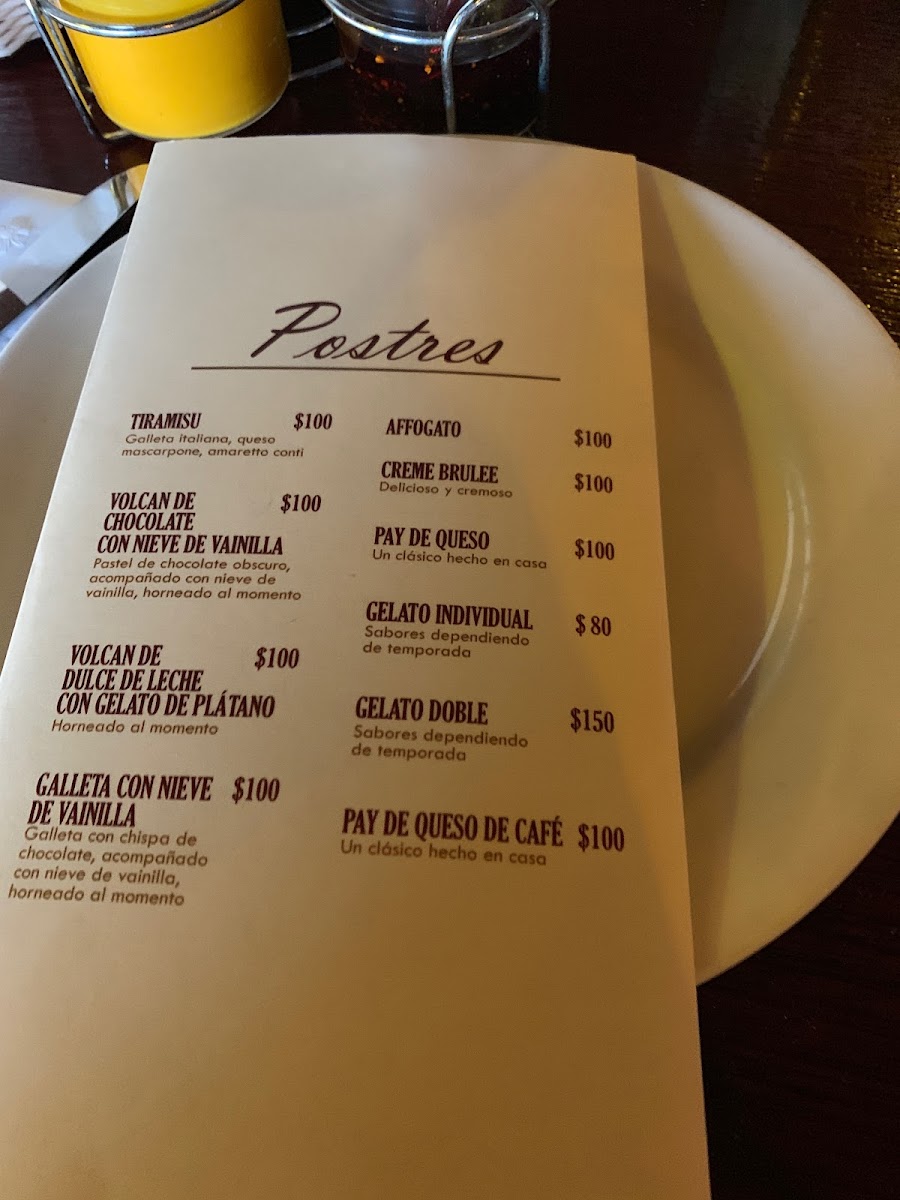 Postres
TIRAMISU $100
Galleta italiana, queso
mascarpone, amaretto conti
VOLCAN DE $100
CHOCOLATE
CON NIEVE DE VAINILLA
Pastel de chocolate obscuro,
acompañado con nieve de
vainilla, horneado al momento
VOLCAN DE $100
DULCE DE LECHE
CON GELATO DE PLÁTANO
Horneado al momento
GALLETA CON NIEVE $100
DE VAINILLA
Galleta con chispa de
chocolate, acompañado
con nieve de vainilla,
horneado al momento
AFFOGATO $100
CREME BRULEE $100
Delicioso y cremoso
PAY DE QUESO $100
Un clásico hecho en casa
GELATO INDIVIDUAL $ 80
Sabores dependiendo
de temporada
GELATO DOBLE $150
Sabores dependiendo
de temporada
PAY DE QUESO DE CAFÉ $100
Un clásico hecho en casa